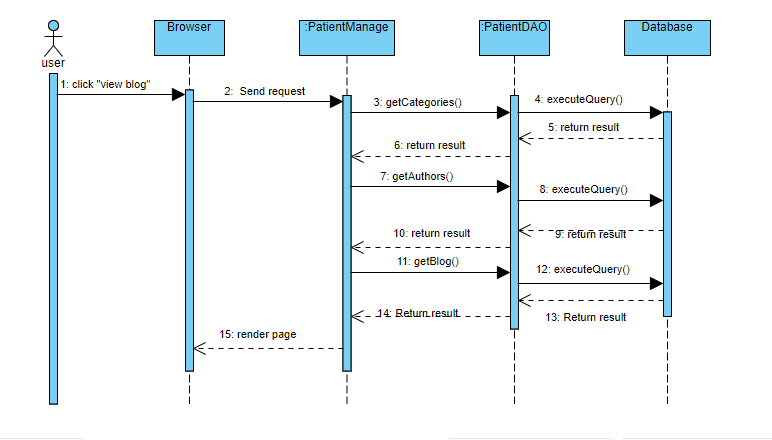 Browser
:PatientManage
:PatientDAO
Database
user
1: click "view blog"
2: Send request
3: getCategories()
4: executeQuery()
5: return result
6: return result
7: getAuthors()
8: executeQuery()
9: return result
10: return result
11: getBlog()
12: executeQuery()
13: Return result
14: Return result
15: render page